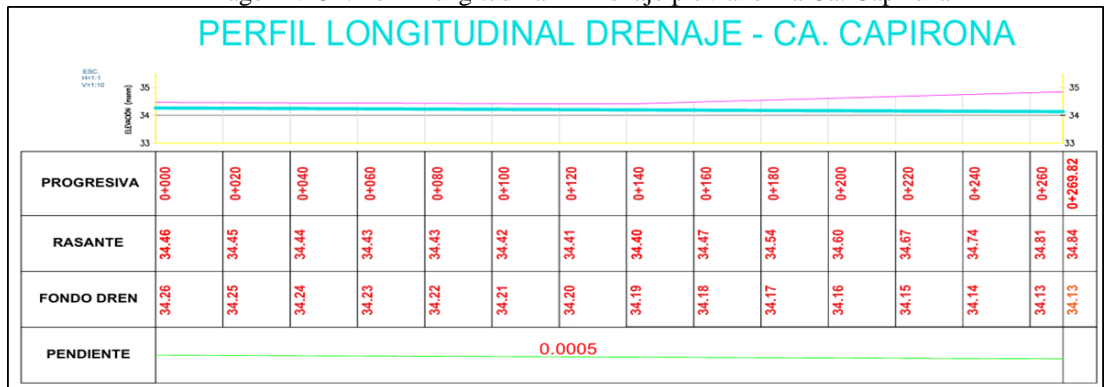 PERFIL LONGITUDINAL DRENAJE - CA. CAPIRONA
ESC.
H=1:1
V=1:10
ELEVACIÓN (msnm)
35
34
33
35
34
33
PROGRESIVA 0+000 0+020 0+040 0+060 0+080 0+100 0+120 0+140 0+160 0+180 0+200 0+220 0+240 0+260 0+269.82
RASANTE 34.46 34.45 34.44 34.43 34.43 34.42 34.41 34.40 34.47 34.54 34.60 34.67 34.74 34.81 34.84
FONDO DREN 34.26 34.25 34.24 34.23 34.22 34.21 34.20 34.19 34.18 34.17 34.16 34.15 34.14 34.13 34.13
PENDIENTE 0.0005